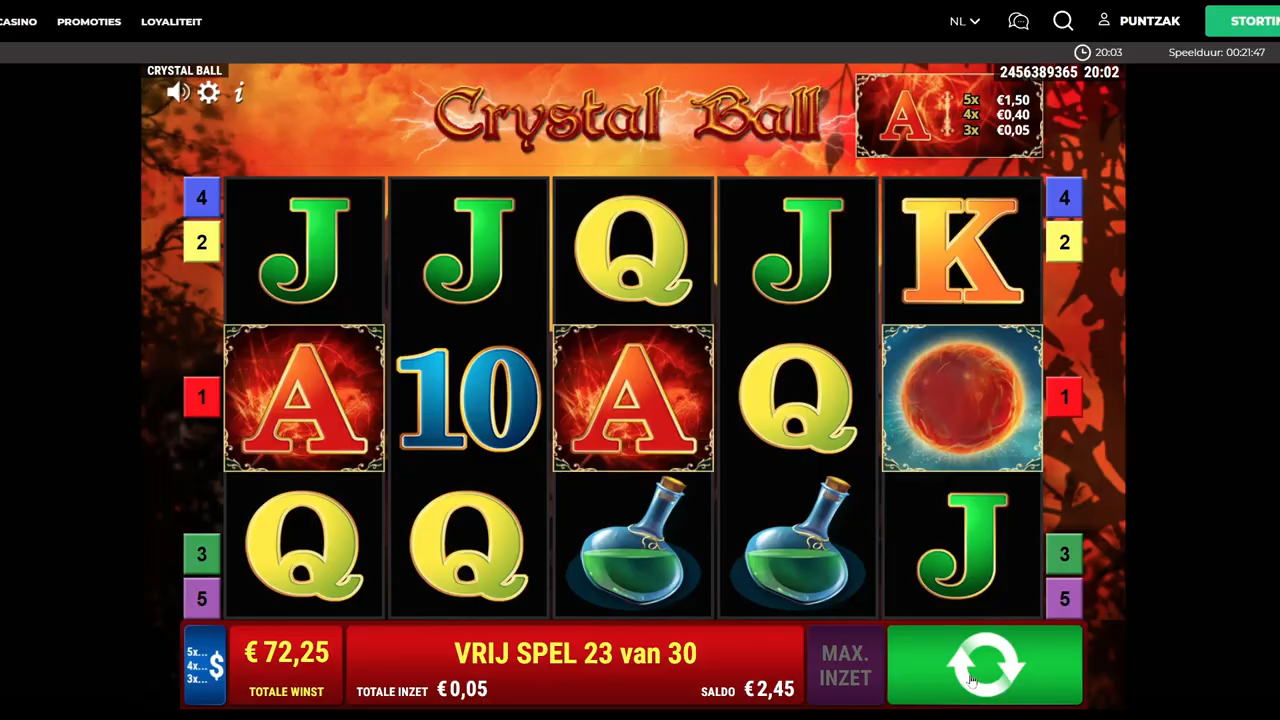 CASINO PROMOTIES LOYALITEIT NL PUNTZAK STORTIN
20:03 Speelduur: 00:21:47
CRYSTAL BALL 2456389365 20:02
Crystal Ball
A 5x €1,50
4x €0,40
3x €0,05
4 4
J J Q J K
2 2
1 A 10 A Q 1
Q Q J
3 3
5 5
5x...
4x... $
3x...
€ 72,25
TOTALE WINST
VRIJ SPEL 23 van 30
TOTALE INZET € 0,05 SALDO € 2,45
MAX.
INZET